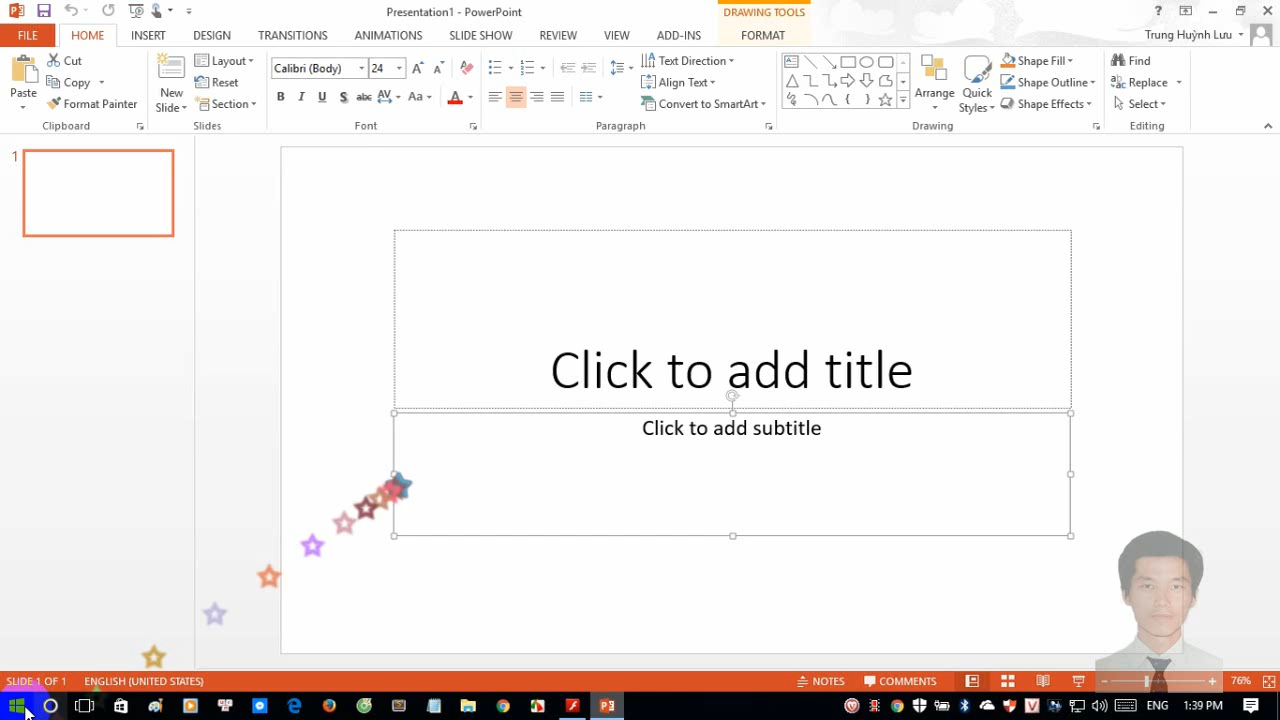 Presentation1 - PowerPoint
DRAWING TOOLS
?
FILE HOME INSERT DESIGN TRANSITIONS ANIMATIONS SLIDE SHOW REVIEW VIEW ADD-INS FORMAT
Trung Huỳnh Lưu
Paste
Cut
Copy
Format Painter
Clipboard
New
Slide
Layout
Reset
Section
Slides
Calibri (Body) 24
B I U S abc AV Aa A
Font
Text Direction
Align Text
Convert to SmartArt
Paragraph
Arrange
Quick
Styles
Shape Fill
Shape Outline
Shape Effects
Drawing
Find
Replace
Select
Editing
1
Click to add title
Click to add subtitle
SLIDE 1 OF 1 ENGLISH (UNITED STATES)
NOTES COMMENTS
76%
ENG 1:39 PM